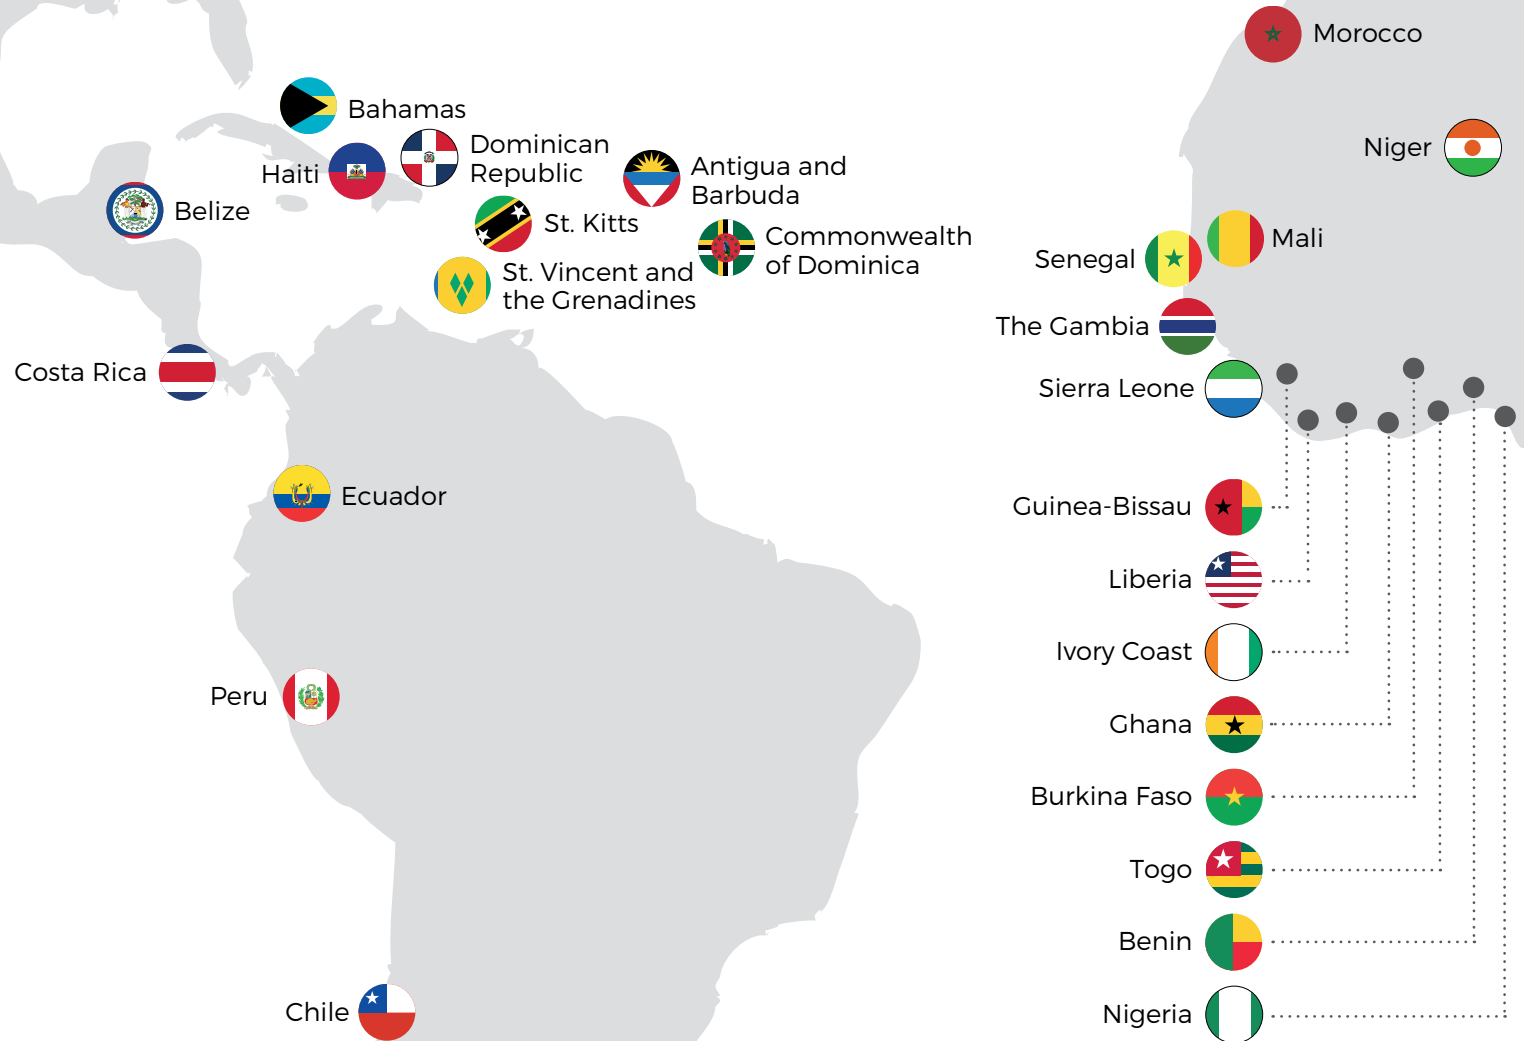 Morocco
Bahamas
Dominican
Republic
Niger
Haiti
Antigua and
Barbuda
Belize
St. Kitts
Commonwealth
of Dominica
Mali
Senegal
St. Vincent and
the Grenadines
The Gambia
Costa Rica
Sierra Leone
Ecuador
Guinea-Bissau
Liberia
Ivory Coast
Peru
Ghana
Burkina Faso
Togo
Benin
Chile
Nigeria